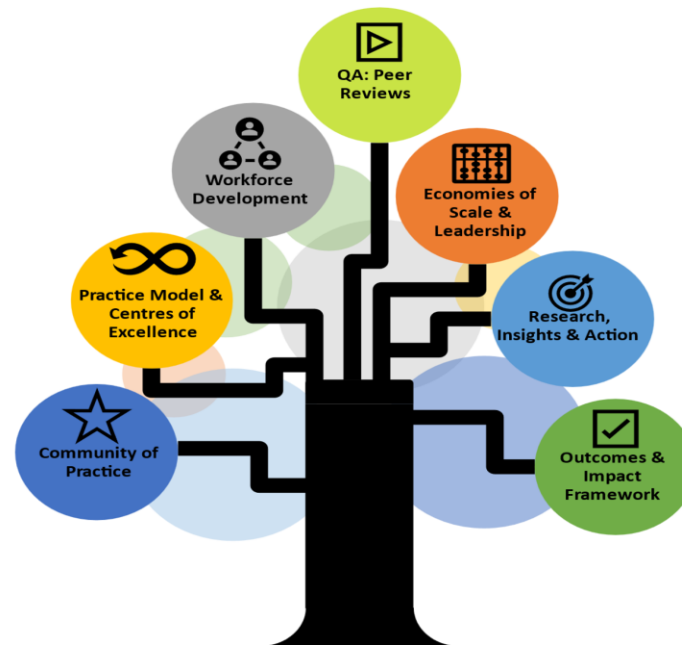 QA: Peer
Reviews
Workforce
Development
Economies of
Scale &
Leadership
Practice Model &
Centres of
Excellence
Research,
Insights & Action
Community of
Practice
Outcomes &
Impact
Framework